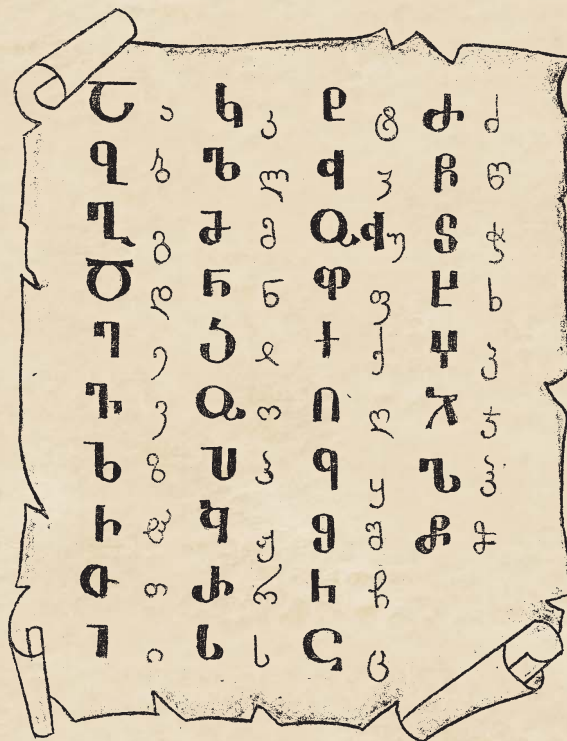 Ⴀ ა Ⴉ კ Ⴒ ტ Ⴛ ძ
Ⴁ ბ Ⴊ ლ Ⴣ ჳ Ⴜ წ
Ⴂ გ Ⴋ მ ႭჃ უ Ⴝ ჭ
Ⴃ დ Ⴌ ნ Ⴔ ფ Ⴞ ხ
Ⴄ ე Ⴢ ჲ Ⴕ ქ Ⴤ ჴ
Ⴅ ვ Ⴍ ო Ⴖ ღ Ⴟ ჯ
Ⴆ ზ Ⴎ პ Ⴗ ყ Ⴠ ჰ
Ⴡ ჱ Ⴏ ჟ Ⴘ შ Ⴥ ჵ
Ⴇ თ Ⴐ რ Ⴙ ჩ
Ⴈ ი Ⴑ ს Ⴚ ც